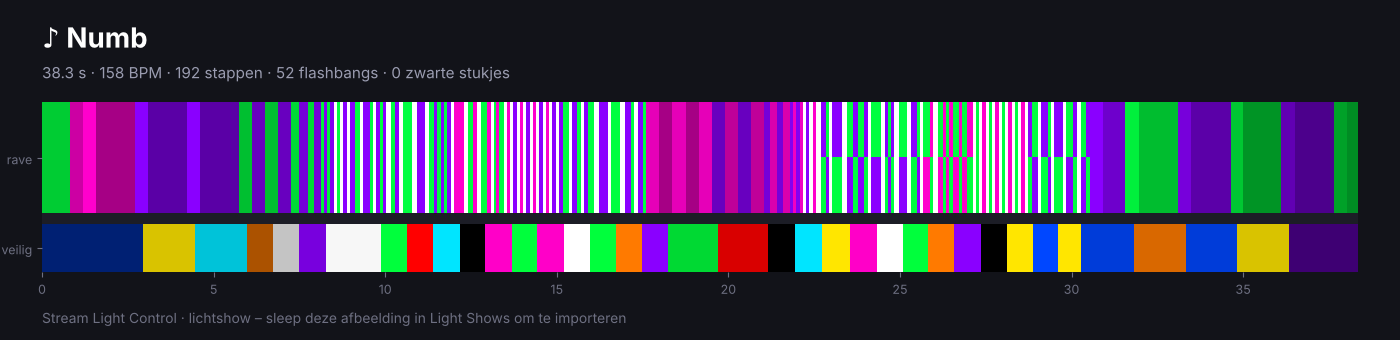 ♪ Numb
38.3 s · 158 BPM · 192 stappen · 52 flashbangs · 0 zwarte stukjes
rave
veilig
0 5 10 15 20 25 30 35
Stream Light Control · lichtshow – sleep deze afbeelding in Light Shows om te importeren